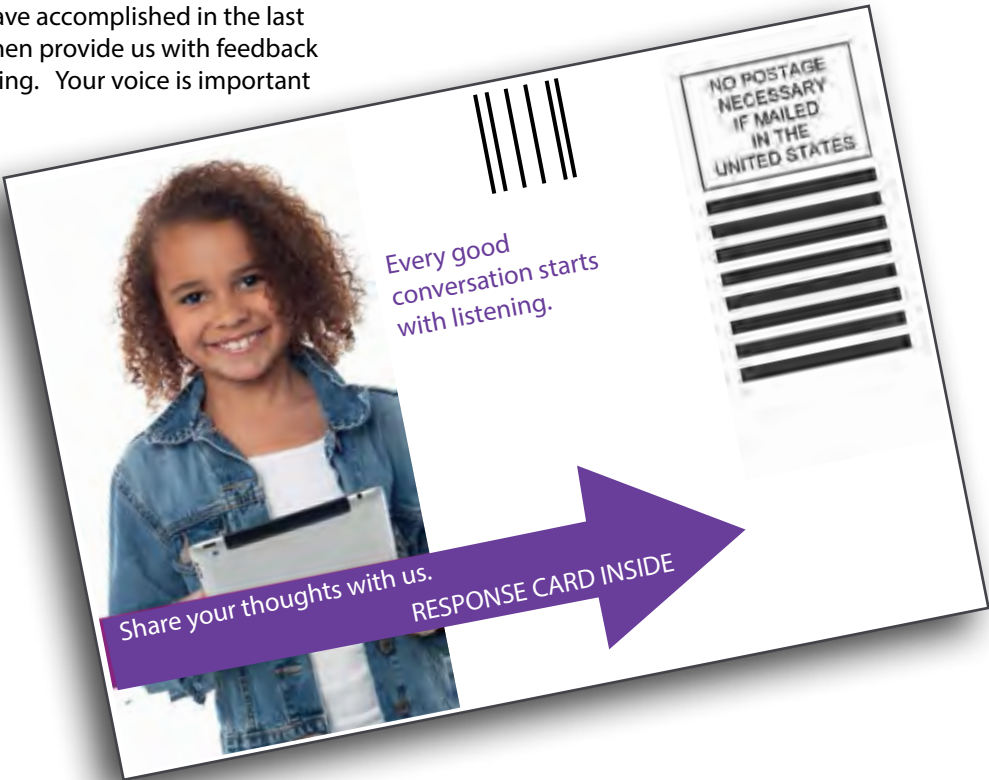 ave accomplished in the last
hen provide us with feedback
ing. Your voice is important
NO POSTAGE
NECESSARY
IF MAILED
IN THE
UNITED STATES
Every good
conversation starts
with listening.
Share your thoughts with us.
RESPONSE CARD INSIDE